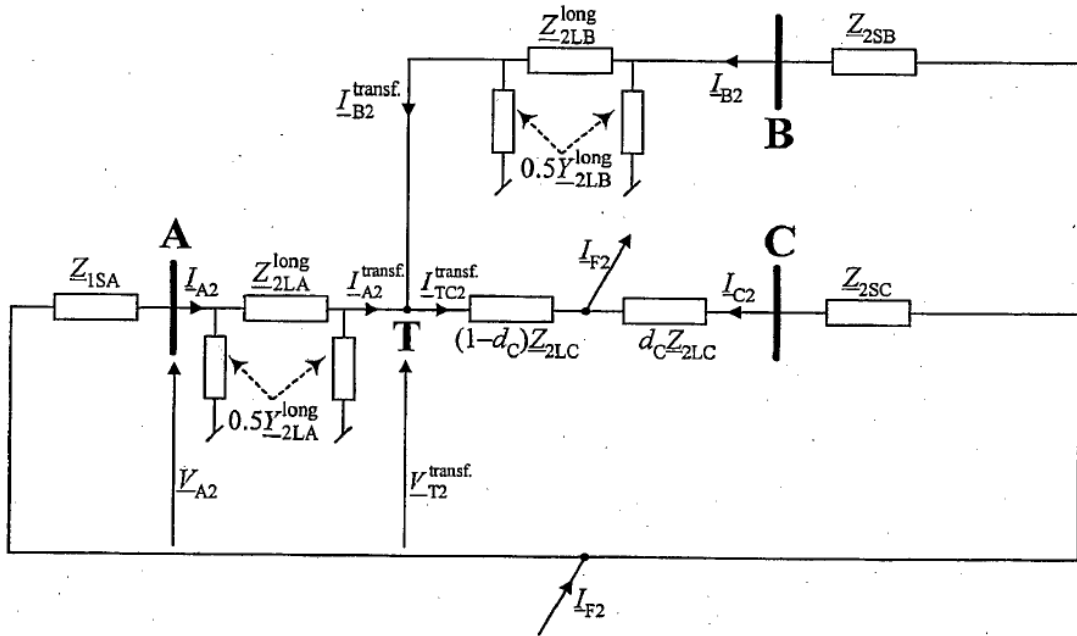 Z_2LB^long
Z_2SB
I_B2^transf.
I_B2
B
0.5Y_2LB^long
A
C
Z_1SA
I_A2
Z_2LA^long
I_A2^transf.
I_TC2^transf.
I_F2
I_C2
Z_2SC
T
(1–d_C)Z_2LC
d_CZ_2LC
0.5Y_2LA^long
V_A2
V_T2^transf.
I_F2